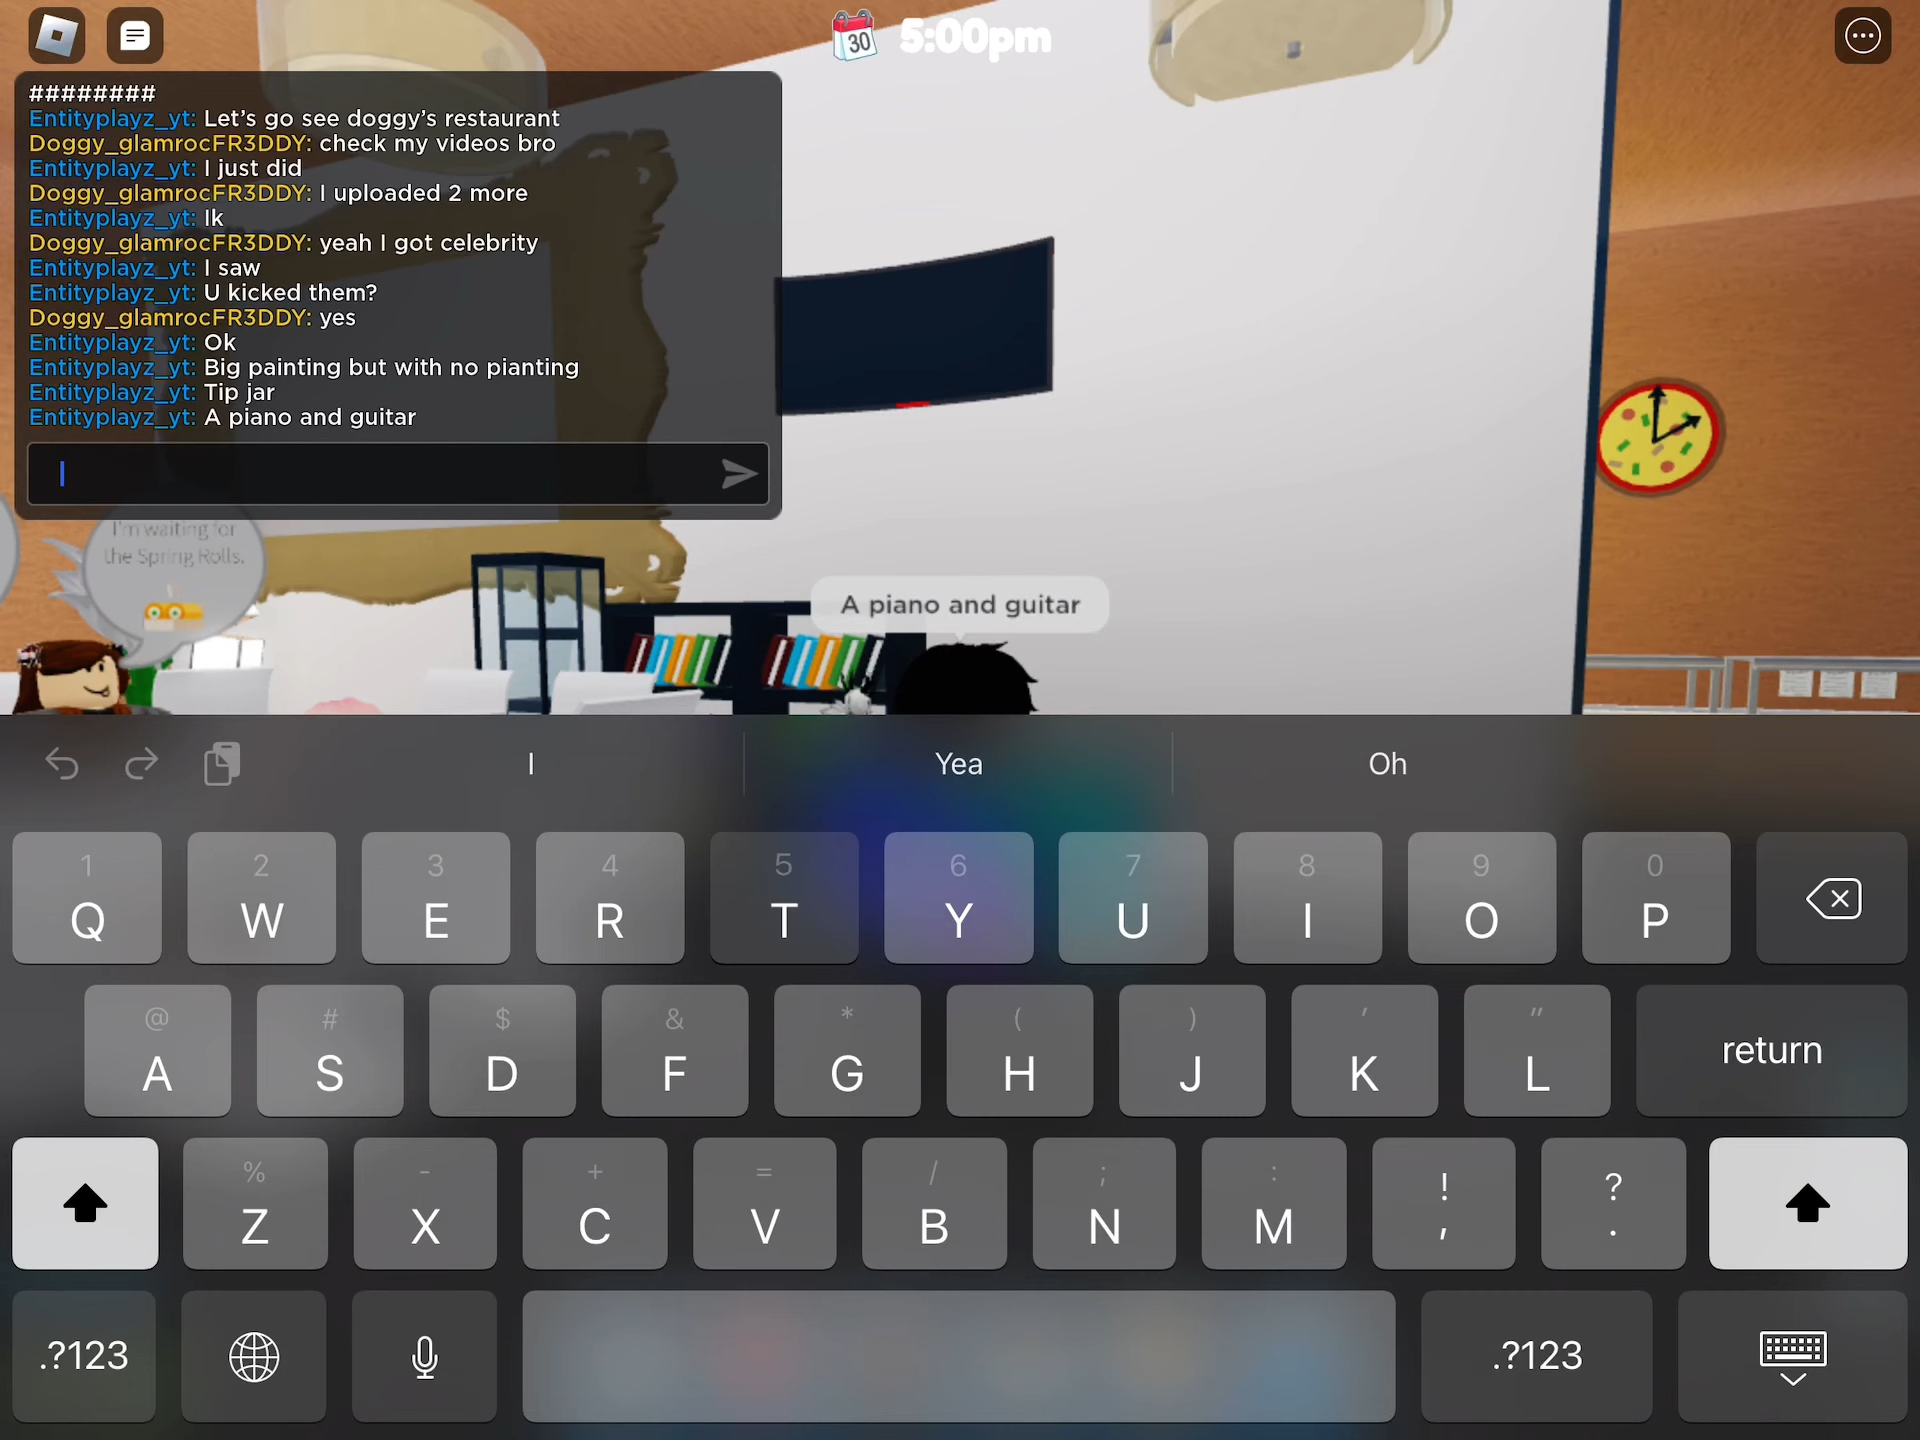 30 5:00pm
########
Entityplayz_yt: Let’s go see doggy’s restaurant
Doggy_glamrocFR3DDY: check my videos bro
Entityplayz_yt: I just did
Doggy_glamrocFR3DDY: I uploaded 2 more
Entityplayz_yt: Ik
Doggy_glamrocFR3DDY: yeah I got celebrity
Entityplayz_yt: I saw
Entityplayz_yt: U kicked them?
Doggy_glamrocFR3DDY: yes
Entityplayz_yt: Ok
Entityplayz_yt: Big painting but with no pianting
Entityplayz_yt: Tip jar
Entityplayz_yt: A piano and guitar
I'm waiting for
the Spring Rolls.
A piano and guitar
I Yea Oh
1 2 3 4 5 6 7 8 9 0
Q W E R T Y U I O P
@ # $ & * ( ) ' "
A S D F G H J K L return
% - + = / ; : ! ?
Z X C V B N M , .
.?123 .?123